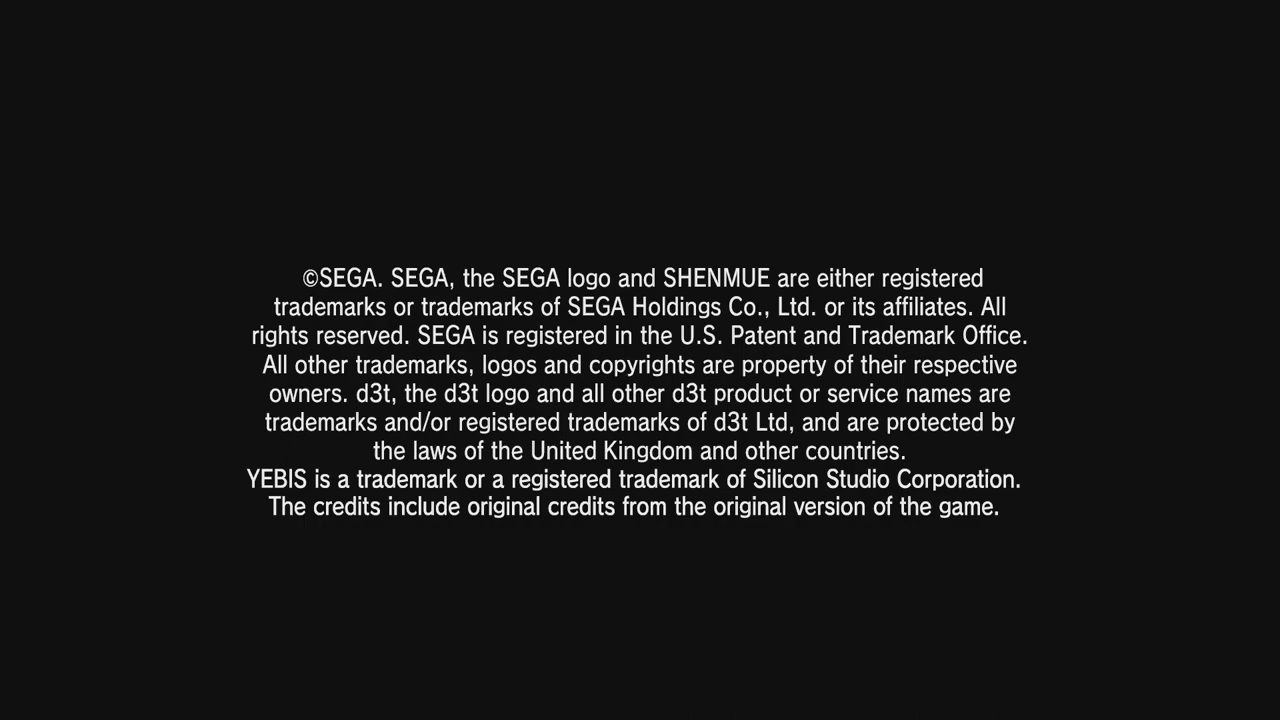 ©SEGA. SEGA, the SEGA logo and SHENMUE are either registered
trademarks or trademarks of SEGA Holdings Co., Ltd. or its affiliates. All
rights reserved. SEGA is registered in the U.S. Patent and Trademark Office.
All other trademarks, logos and copyrights are property of their respective
owners. d3t, the d3t logo and all other d3t product or service names are
trademarks and/or registered trademarks of d3t Ltd, and are protected by
the laws of the United Kingdom and other countries.
YEBIS is a trademark or a registered trademark of Silicon Studio Corporation.
The credits include original credits from the original version of the game.